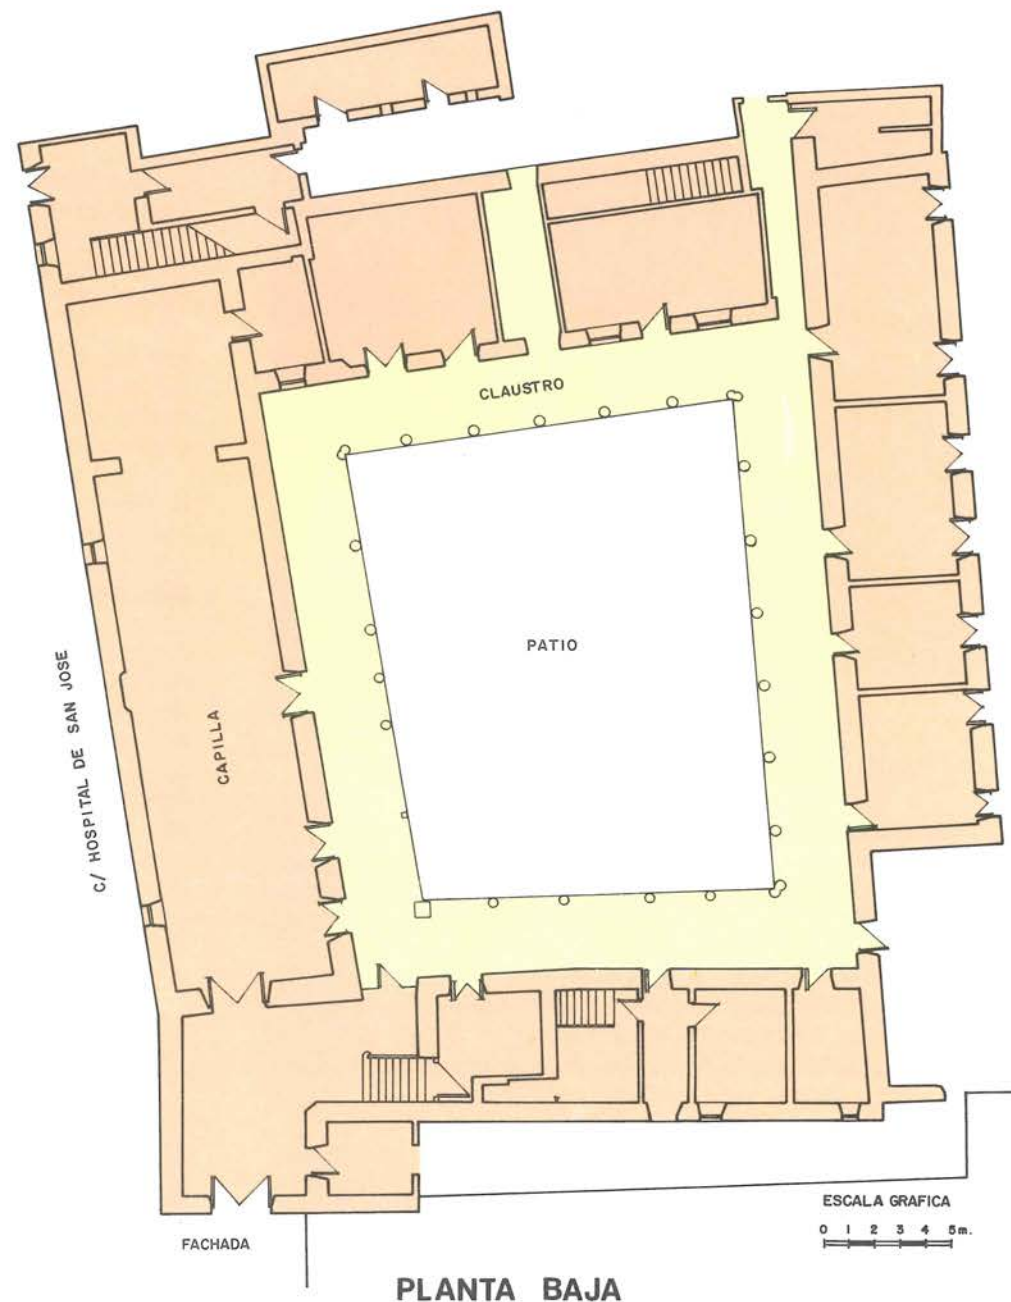 CLAUSTRO
PATIO
CAPILLA
C/ HOSPITAL DE SAN JOSE
ESCALA GRAFICA
0 1 2 3 4 5m.
FACHADA
PLANTA BAJA